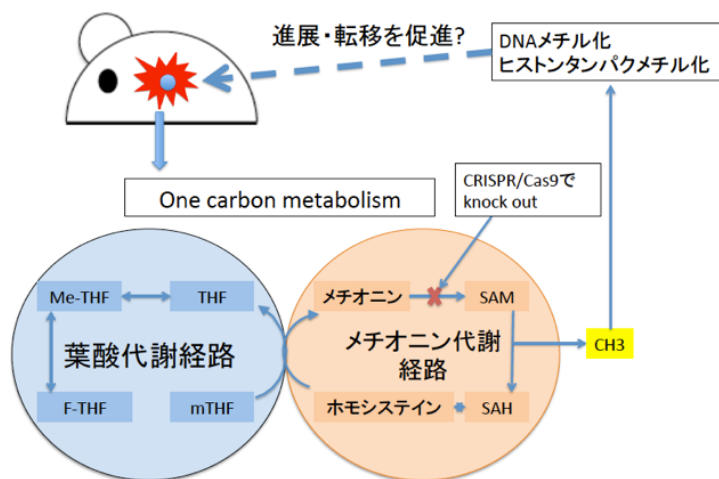 進展・転移を促進?
DNAメチル化
ヒストンタンパクメチル化
One carbon metabolism
CRISPR/Cas9で
knock out
Me-THF
THF
メチオニン
SAM
葉酸代謝経路
メチオニン代謝
経路
CH3
F-THF
mTHF
ホモシステイン
SAH